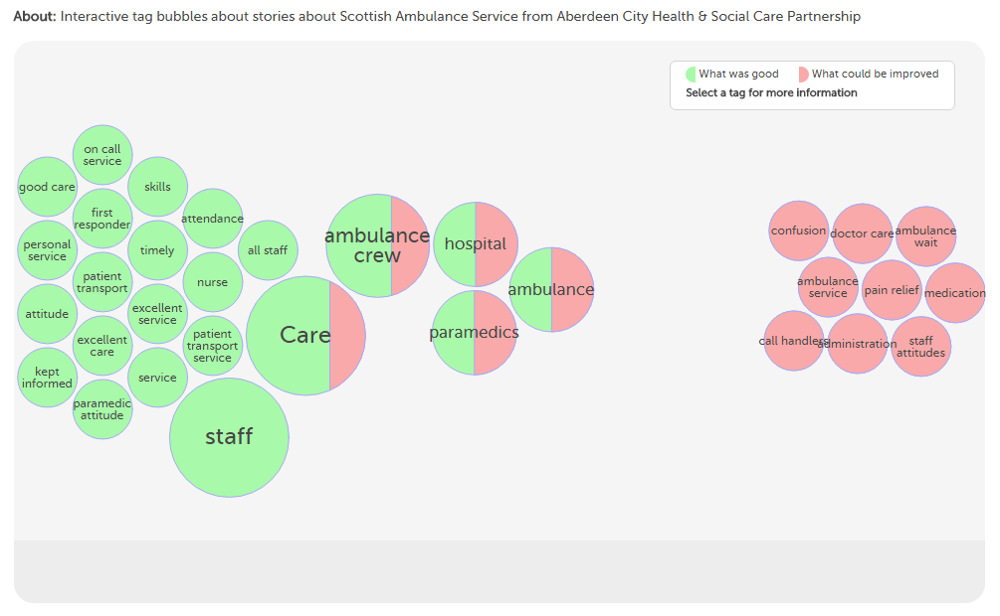 About: Interactive tag bubbles about stories about Scottish Ambulance Service from Aberdeen City Health & Social Care Partnership
What was good
What could be improved
Select a tag for more information
on call
service
good care
skills
first
responder
attendance
personal
service
timely
all staff
patient
transport
nurse
attitude
excellent
service
excellent
care
patient
transport
service
kept
informed
service
paramedic
attitude
Care
staff
ambulance
crew
hospital
ambulance
paramedics
confusion
doctor care
ambulance
wait
ambulance
service
pain relief
medication
call handlers
administration
staff
attitudes